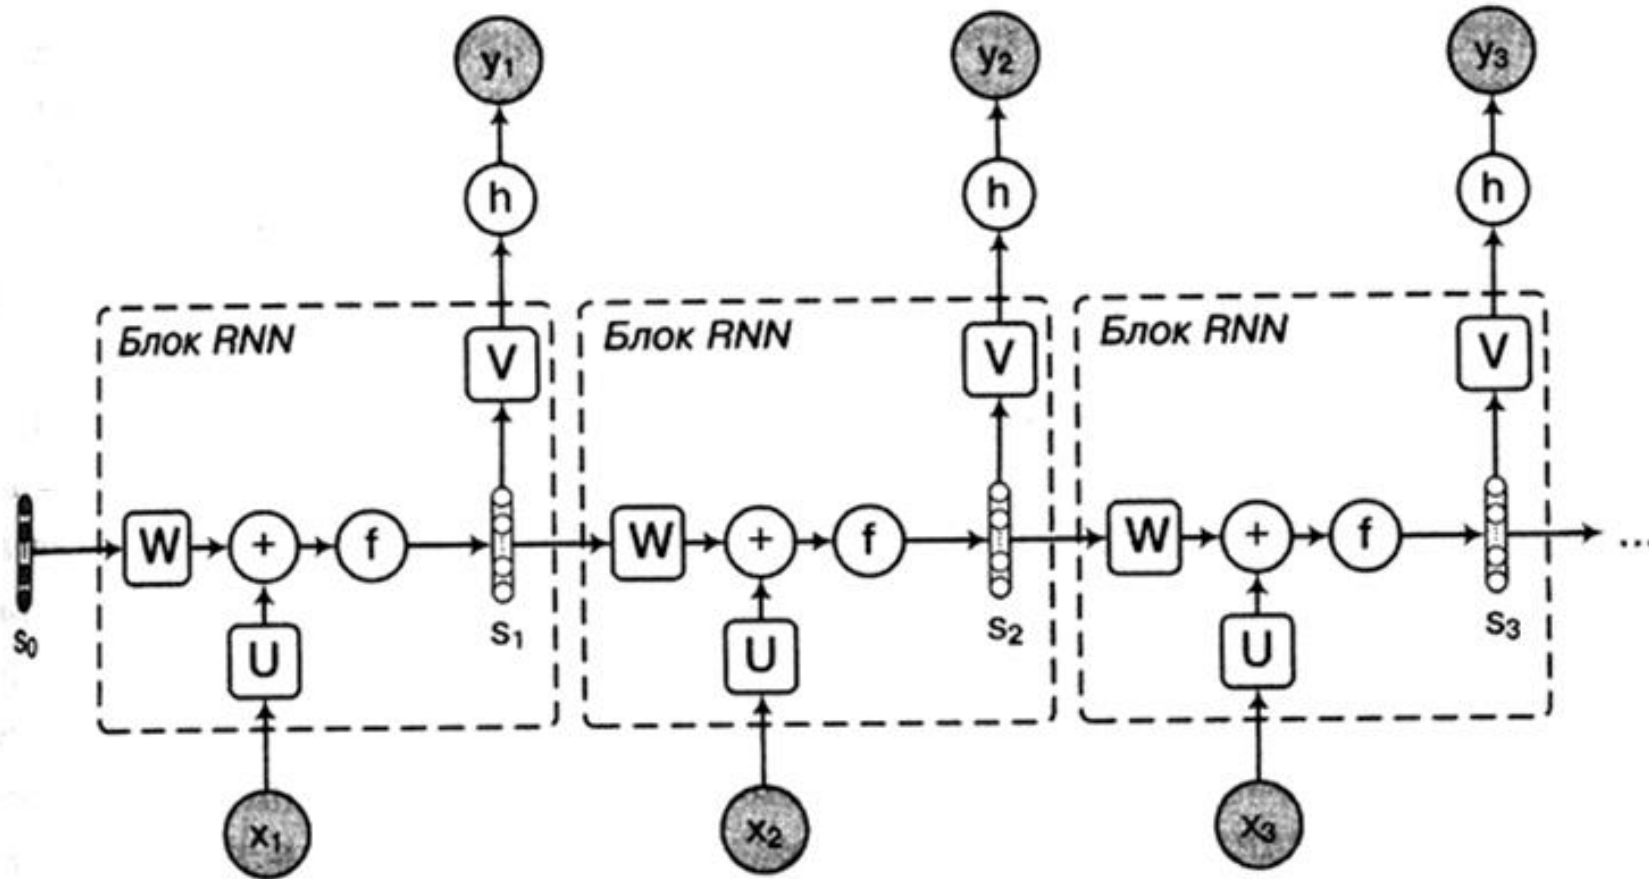 y₁ y₂ y₃
h h h
Блок RNN V Блок RNN V Блок RNN V
W + f W + f W + f ...
s₀ U s₁ U s₂ U s₃
x₁ x₂ x₃